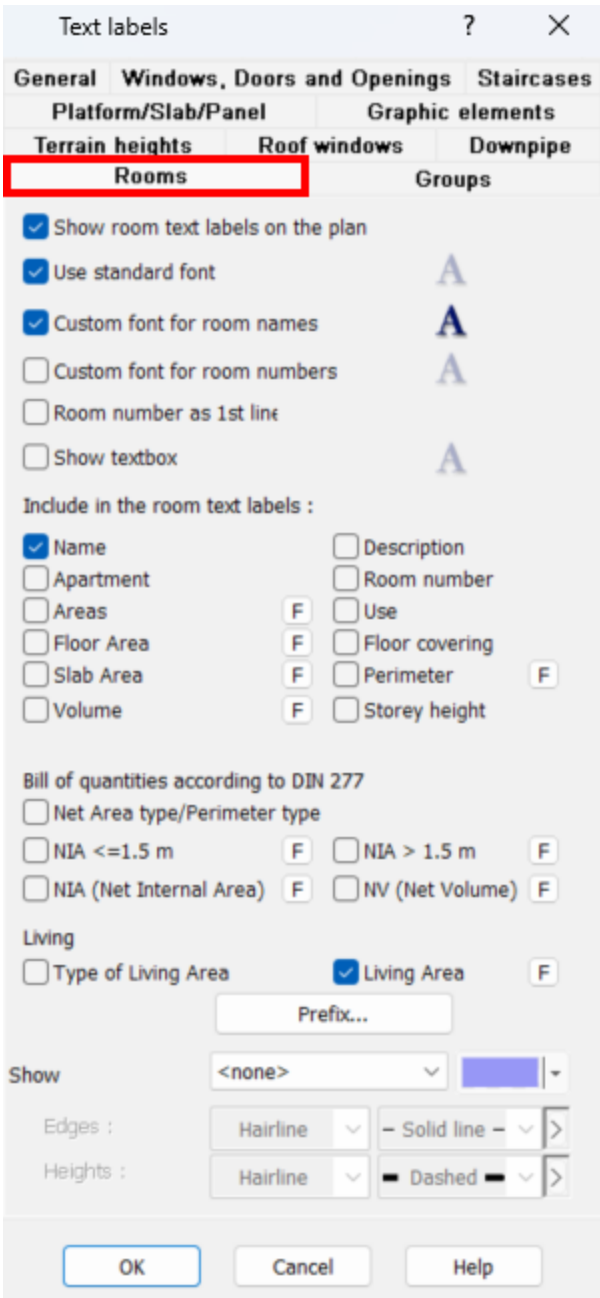 Text labels ?
General Windows, Doors and Openings Staircases
Platform/Slab/Panel Graphic elements
Terrain heights Roof windows Downpipe
Rooms Groups
Show room text labels on the plan
Use standard font A
Custom font for room names A
Custom font for room numbers A
Room number as 1st line
Show textbox A
Include in the room text labels :
Name Description
Apartment Room number
Areas F Use
Floor Area F Floor covering
Slab Area F Perimeter F
Volume F Storey height
Bill of quantities according to DIN 277
Net Area type/Perimeter type
NIA <=1.5 m F NIA > 1.5 m F
NIA (Net Internal Area) F NV (Net Volume) F
Living
Type of Living Area Living Area F
Prefix...
Show <none>
Edges : Hairline Solid line
Heights : Hairline Dashed
OK Cancel Help